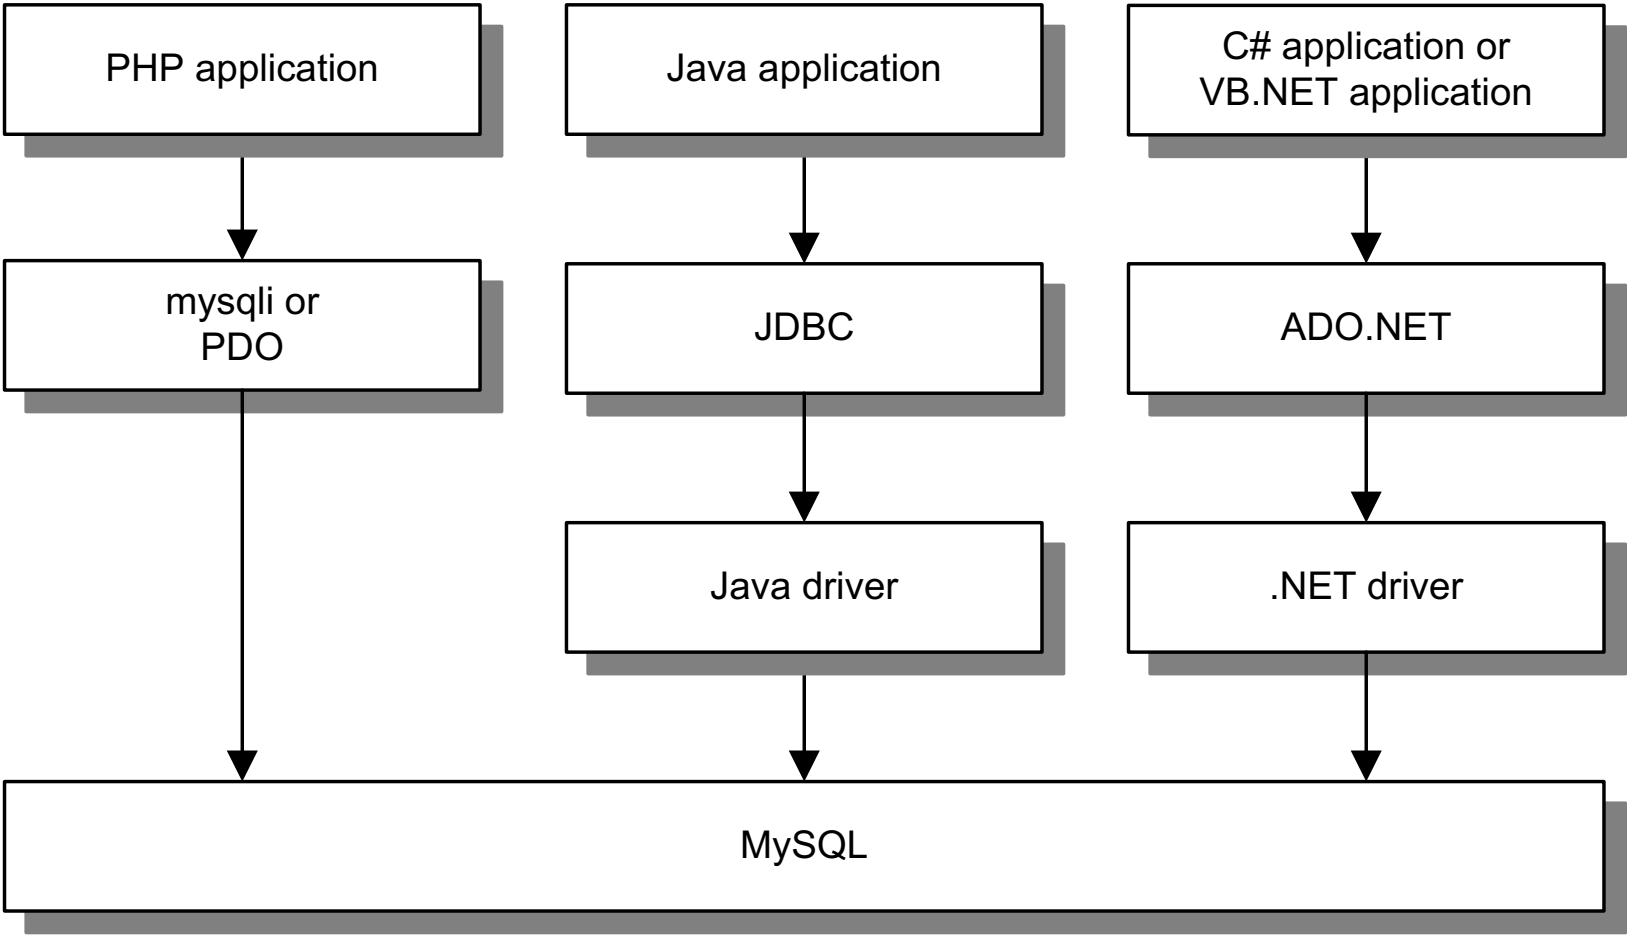 PHP application
Java application
C# application or
VB.NET application
mysqli or
PDO
JDBC
ADO.NET
Java driver
.NET driver
MySQL